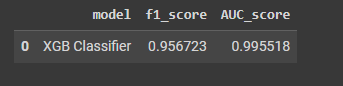 model f1_score AUC_score
0 XGB Classifier 0.956723 0.995518